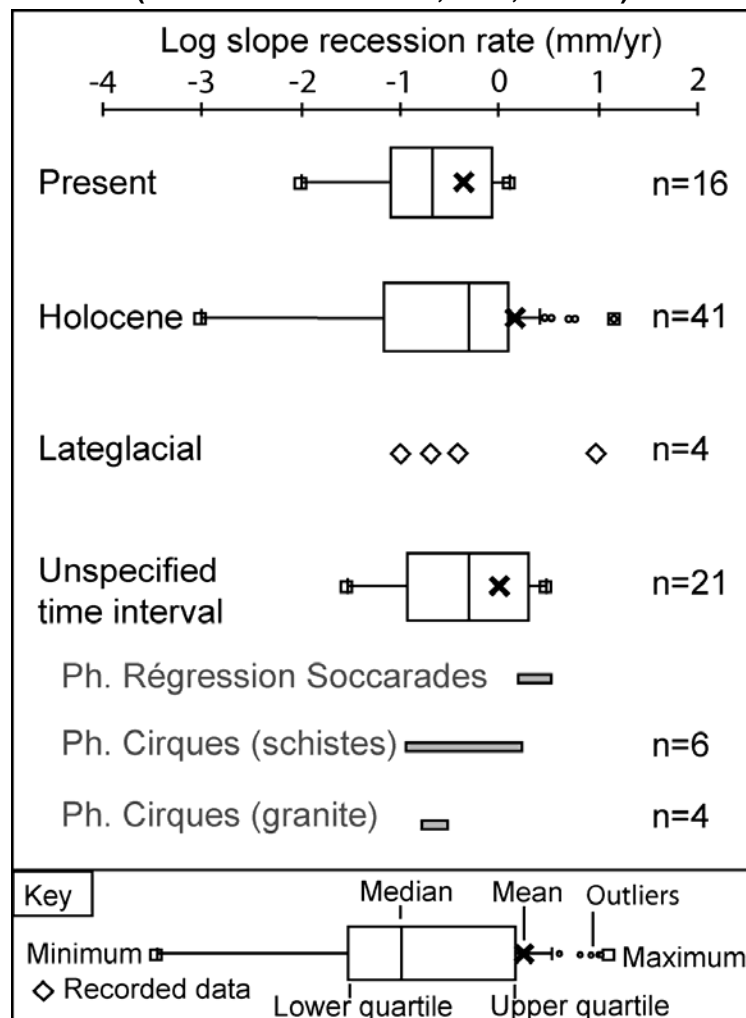 Log slope recession rate (mm/yr)
-4 -3 -2 -1 0 1 2
Present n=16
Holocene n=41
Lateglacial n=4
Unspecified
time interval n=21
Ph. Régression Soccarades
Ph. Cirques (schistes) n=6
Ph. Cirques (granite) n=4
Key
Median Mean Outliers
Minimum Maximum
Recorded data
Lower quartile Upper quartile